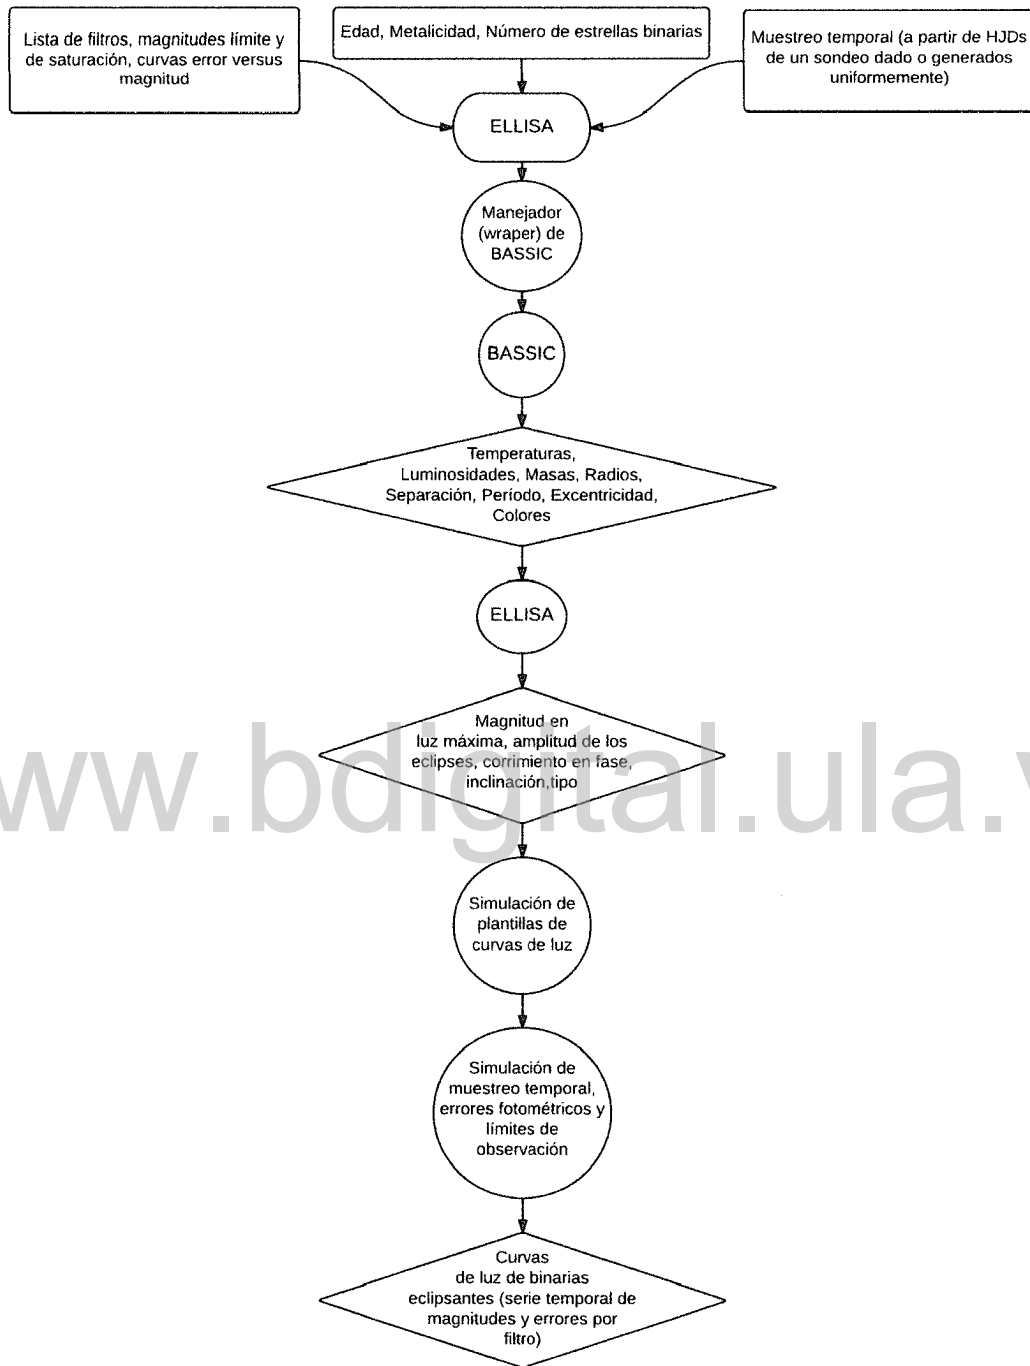 Lista de filtros, magnitudes límite y
de saturación, curvas error versus
magnitud
Edad, Metalicidad, Número de estrellas binarias
Muestreo temporal (a partir de HJDs
de un sondeo dado o generados
uniformemente)
ELLISA
Manejador
(wraper) de
BASSIC
BASSIC
Temperaturas,
Luminosidades, Masas, Radios,
Separación, Período, Excentricidad,
Colores
ELLISA
Magnitud en
luz máxima, amplitud de los
eclipses, corrimiento en fase,
inclinación,tipo
www.bdigital.ula.v
Simulación de
plantillas de
curvas de luz
Simulación de
muestreo temporal,
errores fotométricos y
límites de
observación
Curvas
de luz de binarias
eclipsantes (serie temporal de
magnitudes y errores por
filtro)